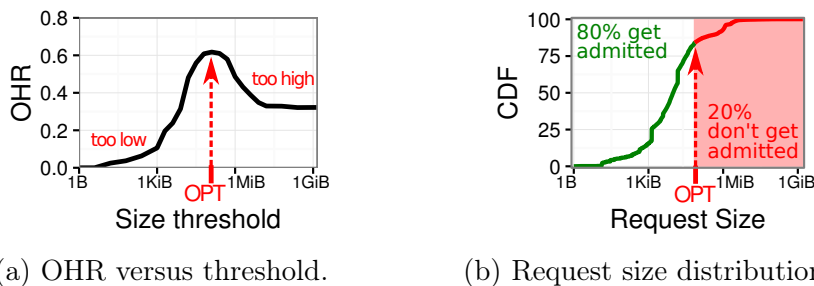 0.8
0.6
0.4
0.2
0.0
OHR
too low
too high
1B
1KiB
1MiB
1GiB
OPT
Size threshold
(a) OHR versus threshold.
100
75
50
25
0
CDF
80% get
admitted
20%
don't get
admitted
1B
1KiB
1MiB
1GiB
OPT
Request Size
(b) Request size distribution